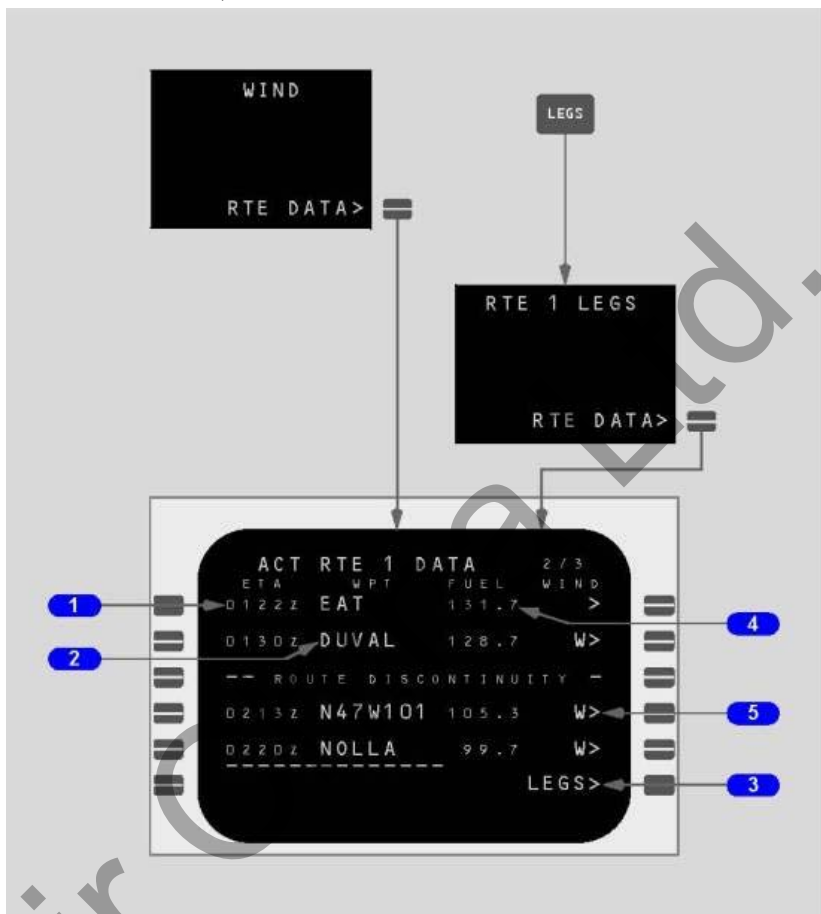 WIND
RTE DATA>
LEGS
RTE 1 LEGS
RTE DATA>
ACT RTE 1 DATA 2/3
ETA WPT FUEL WIND
0122z EAT 131.7 >
0130z DUVAL 128.7 W>
-- ROUTE DISCONTINUITY -
0213z N47W101 105.3 W>
0220z NOLLA 99.7 W>
--------------
LEGS>
1
2
4
5
3
Ltd.